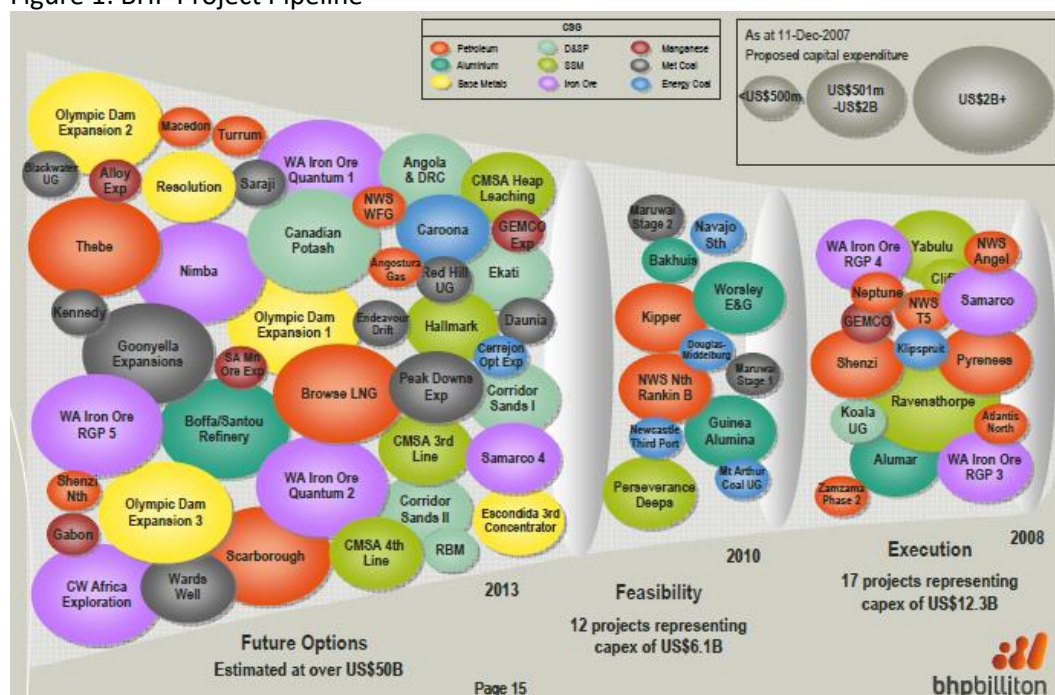 Figure 1: BHP Project Pipeline
CSG
Petroleum
D&SP
Manganese
Aluminium
SSM
Met Coal
Base Metals
Iron Ore
Energy Coal
As at 11-Dec-2007
Proposed capital expenditure
<US$500m
US$501m
-US$2B
US$2B+
Olympic Dam
Expansion 2
Macedon
Turrum
WA Iron Ore
Quantum 1
Angola
& DRC
CMSA Heap
Leaching
Blackwater
UG
Alloy
Exp
Resolution
Saraji
NWS
WFG
Canadian
Potash
Caroona
GEMCO
Exp
Thebe
Nimba
Angostura
Gas
Red Hill
UG
Ekati
Kennedy
Olympic Dam
Expansion 1
Endeavour
Drift
Hallmark
Daunia
Goonyella
Expansions
SA Mn
Ore Exp
Cerrejon
Opt Exp
Browse LNG
Peak Downs
Exp
Corridor
Sands I
WA Iron Ore
RGP 5
Boffa/Santou
Refinery
CMSA 3rd
Line
Samarco 4
WA Iron Ore
Quantum 2
Shenzi
Nth
Olympic Dam
Expansion 3
Corridor
Sands II
Escondida 3rd
Concentrator
Gabon
Scarborough
CMSA 4th
Line
RBM
CW Africa
Exploration
Wards
Well
2013
Future Options
Estimated at over US$50B
Maruwai
Stage 2
Navajo
Sth
Bakhuis
Worsley
E&G
Kipper
Douglas-
Middelburg
Maruwai
Stage 1
NWS Nth
Rankin B
Newcastle
Third Port
Guinea
Alumina
Mt Arthur
Coal UG
Perseverance
Deeps
2010
Feasibility
12 projects representing
capex of US$6.1B
WA Iron Ore
RGP 4
Yabulu
NWS
Angel
Clif
Neptune
NWS
T5
Samarco
GEMCO
Shenzi
Klipspruit
Pyrenees
Ravensthorpe
Koala
UG
Atlantis
North
Alumar
WA Iron Ore
RGP 3
Zamzama
Phase 2
2008
Execution
17 projects representing
capex of US$12.3B
Page 15
bhpbilliton